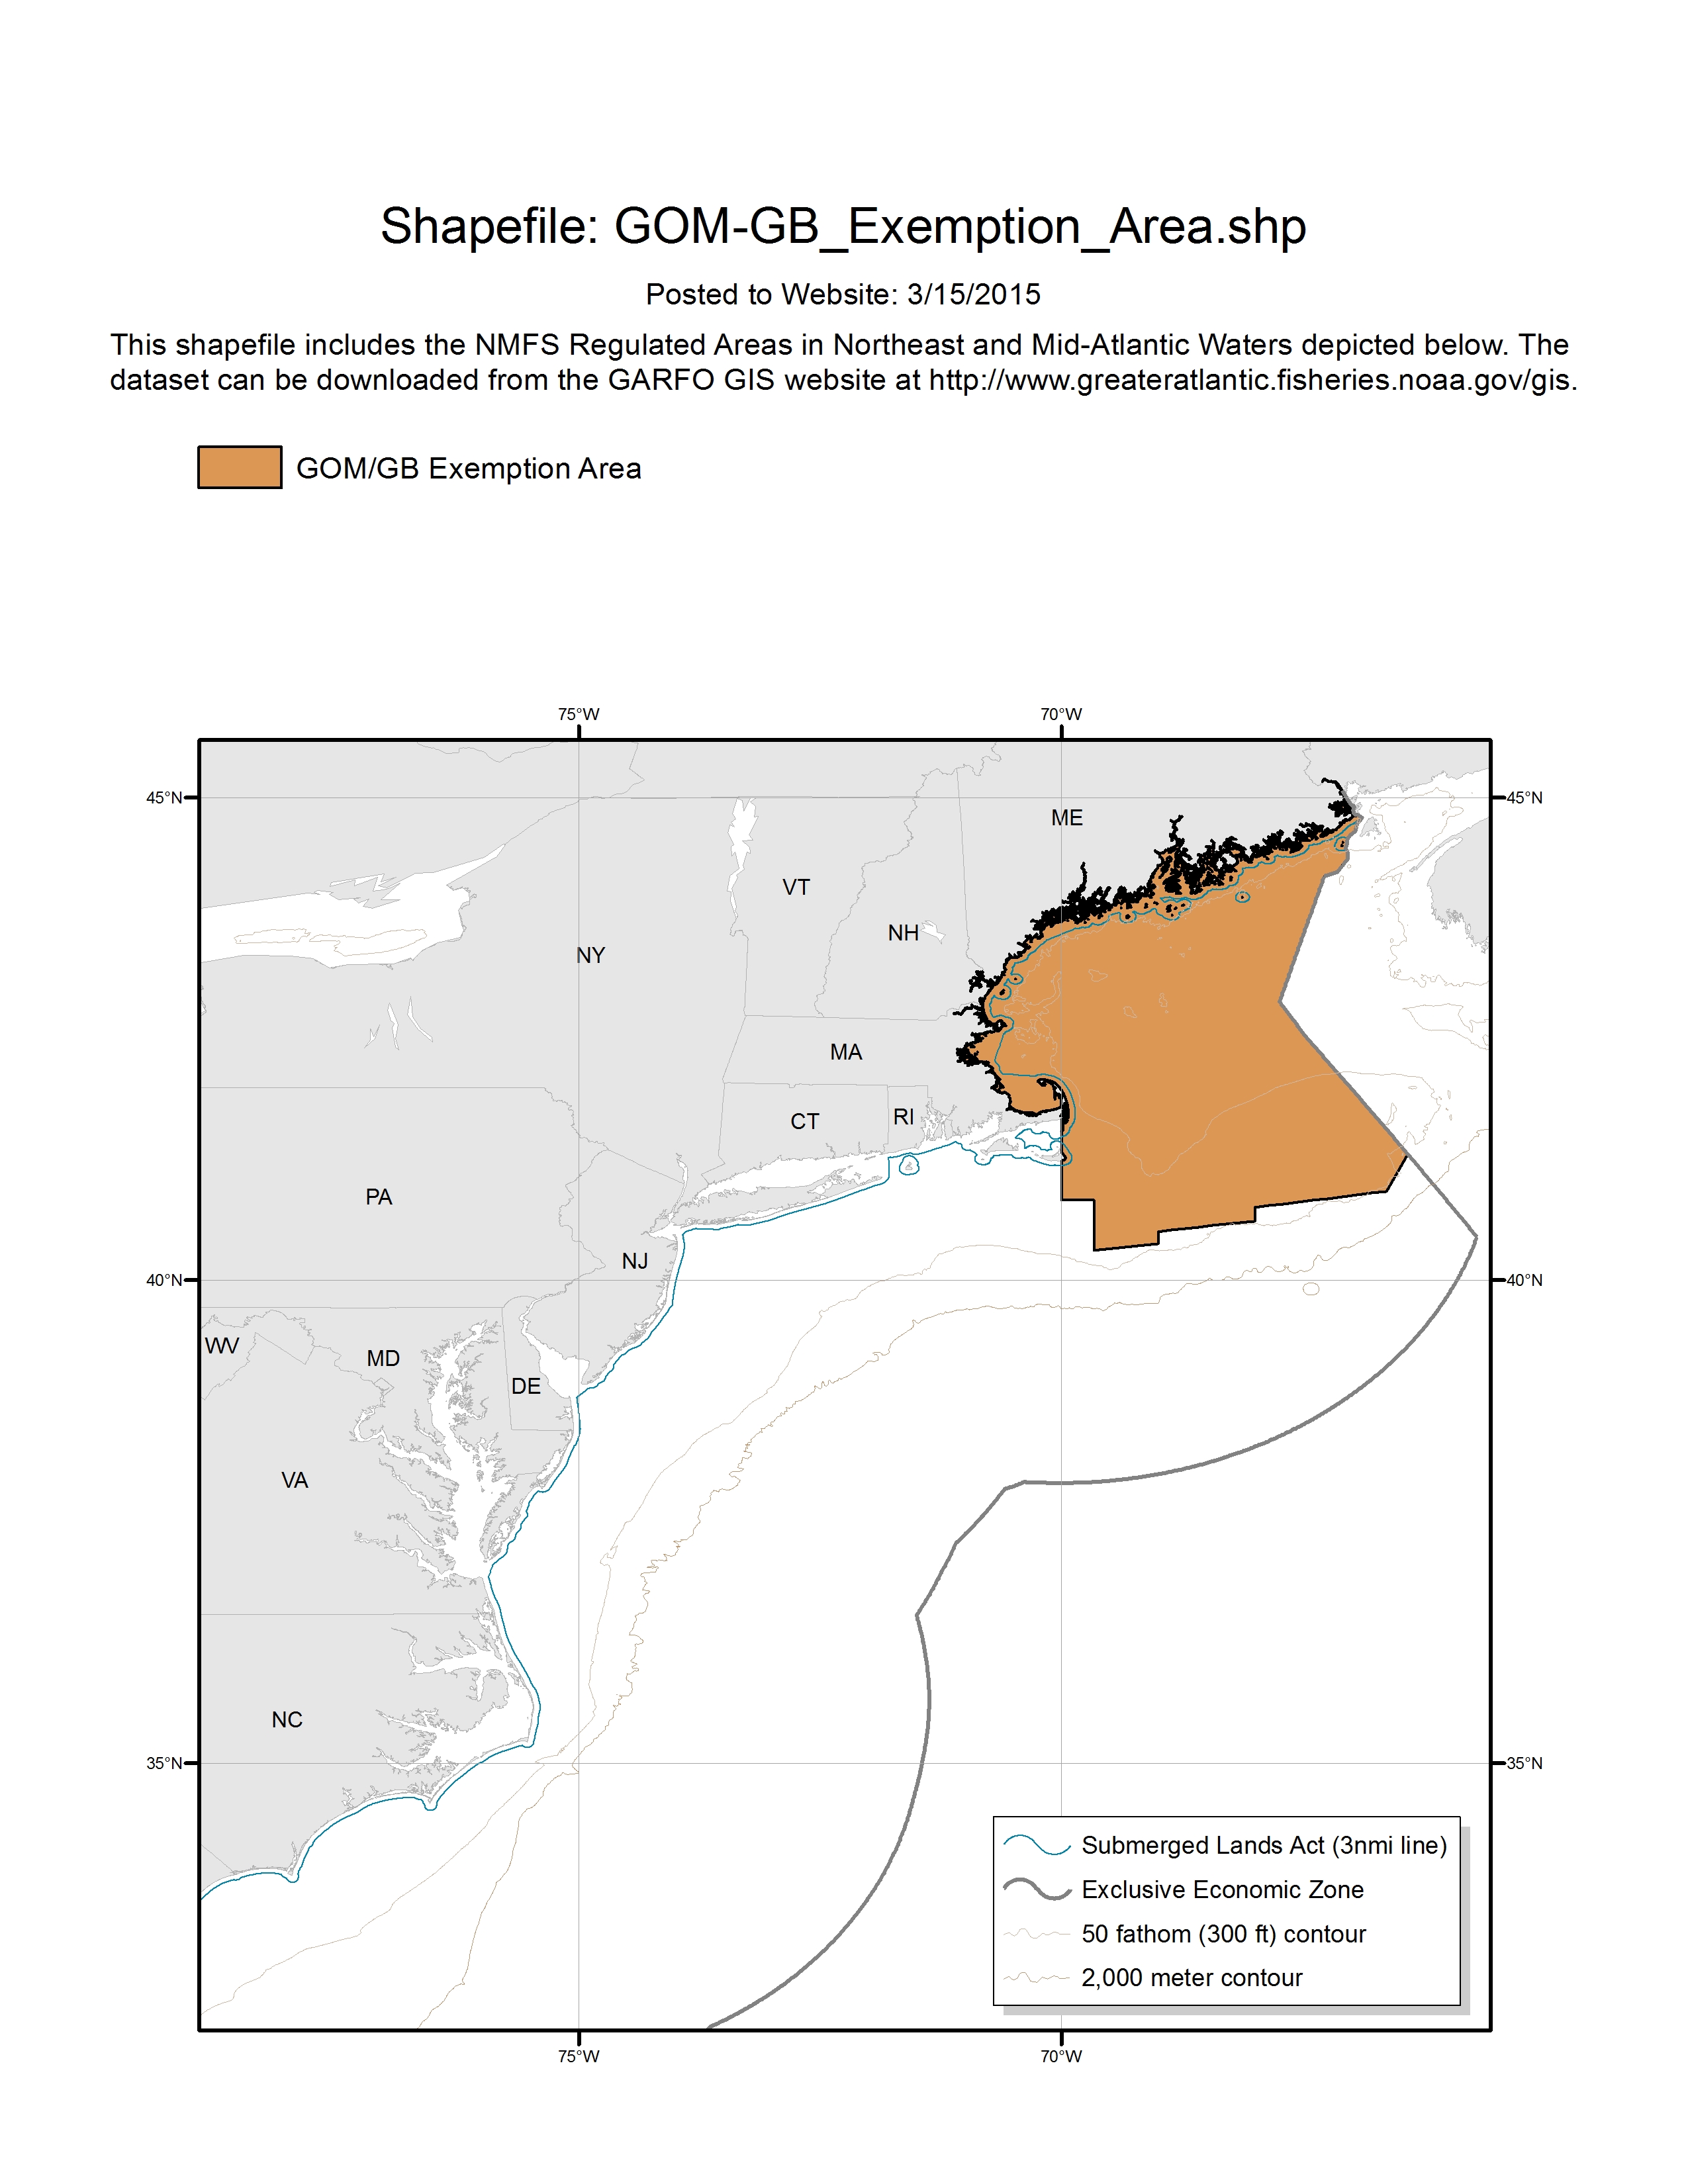 Shapefile: GOM-GB_Exemption_Area.shp
Posted to Website: 3/15/2015
This shapefile includes the NMFS Regulated Areas in Northeast and Mid-Atlantic Waters depicted below. The
dataset can be downloaded from the GARFO GIS website at http://www.greateratlantic.fisheries.noaa.gov/gis.
GOM/GB Exemption Area
75°W 70°W
45°N 45°N
ME
VT
NH
NY
MA
CT RI
PA
NJ
40°N 40°N
WV
MD
DE
VA
NC
35°N 35°N
Submerged Lands Act (3nmi line)
Exclusive Economic Zone
50 fathom (300 ft) contour
2,000 meter contour
75°W 70°W